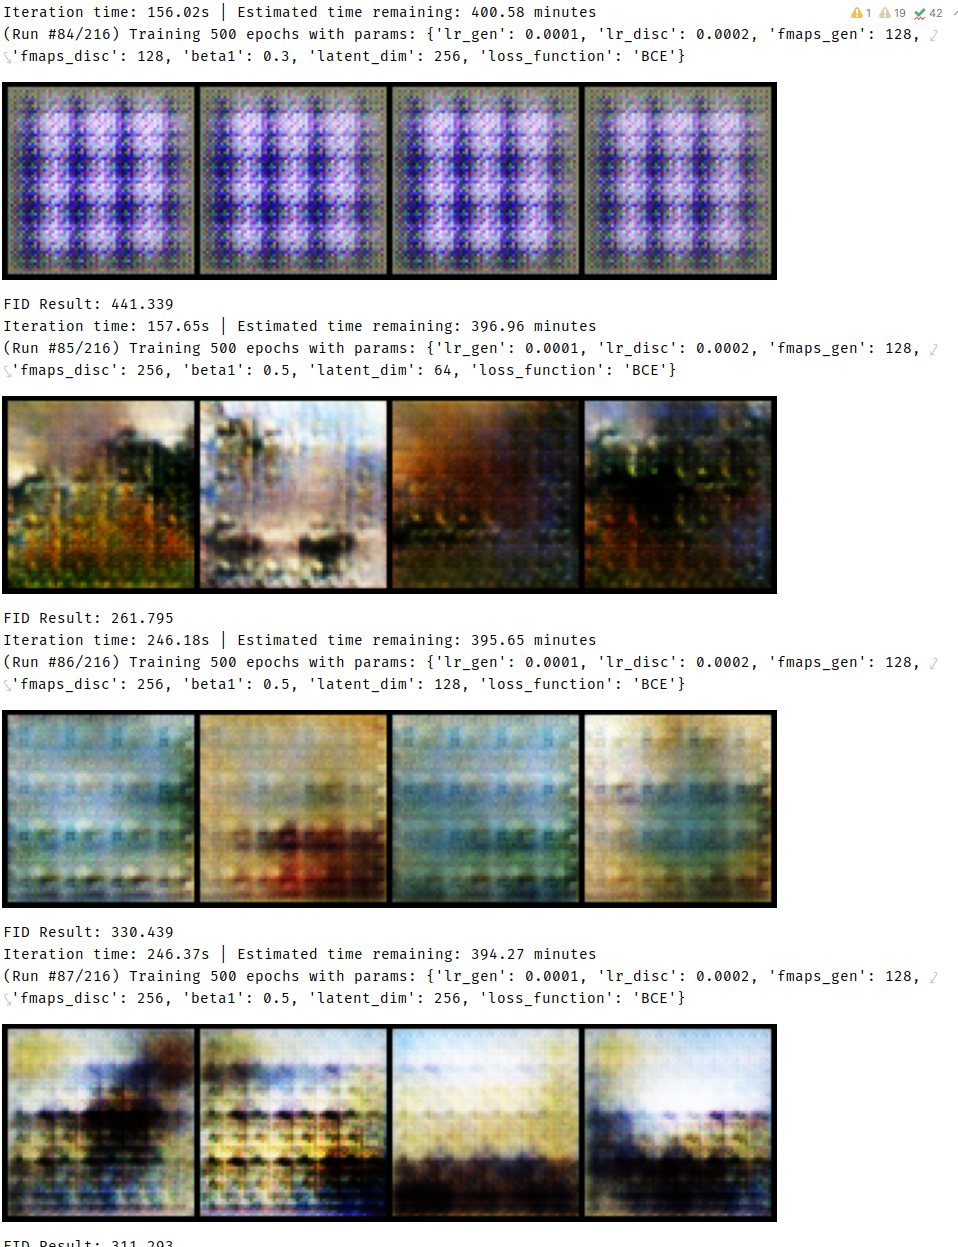 Iteration time: 156.02s | Estimated time remaining: 400.58 minutes
1 19 42
(Run #84/216) Training 500 epochs with params: {'lr_gen': 0.0001, 'lr_disc': 0.0002, 'fmaps_gen': 128,
'fmaps_disc': 128, 'beta1': 0.3, 'latent_dim': 256, 'loss_function': 'BCE'}
FID Result: 441.339
Iteration time: 157.65s | Estimated time remaining: 396.96 minutes
(Run #85/216) Training 500 epochs with params: {'lr_gen': 0.0001, 'lr_disc': 0.0002, 'fmaps_gen': 128,
'fmaps_disc': 256, 'beta1': 0.5, 'latent_dim': 64, 'loss_function': 'BCE'}
FID Result: 261.795
Iteration time: 246.18s | Estimated time remaining: 395.65 minutes
(Run #86/216) Training 500 epochs with params: {'lr_gen': 0.0001, 'lr_disc': 0.0002, 'fmaps_gen': 128,
'fmaps_disc': 256, 'beta1': 0.5, 'latent_dim': 128, 'loss_function': 'BCE'}
FID Result: 330.439
Iteration time: 246.37s | Estimated time remaining: 394.27 minutes
(Run #87/216) Training 500 epochs with params: {'lr_gen': 0.0001, 'lr_disc': 0.0002, 'fmaps_gen': 128,
'fmaps_disc': 256, 'beta1': 0.5, 'latent_dim': 256, 'loss_function': 'BCE'}
FID Result: 311.293